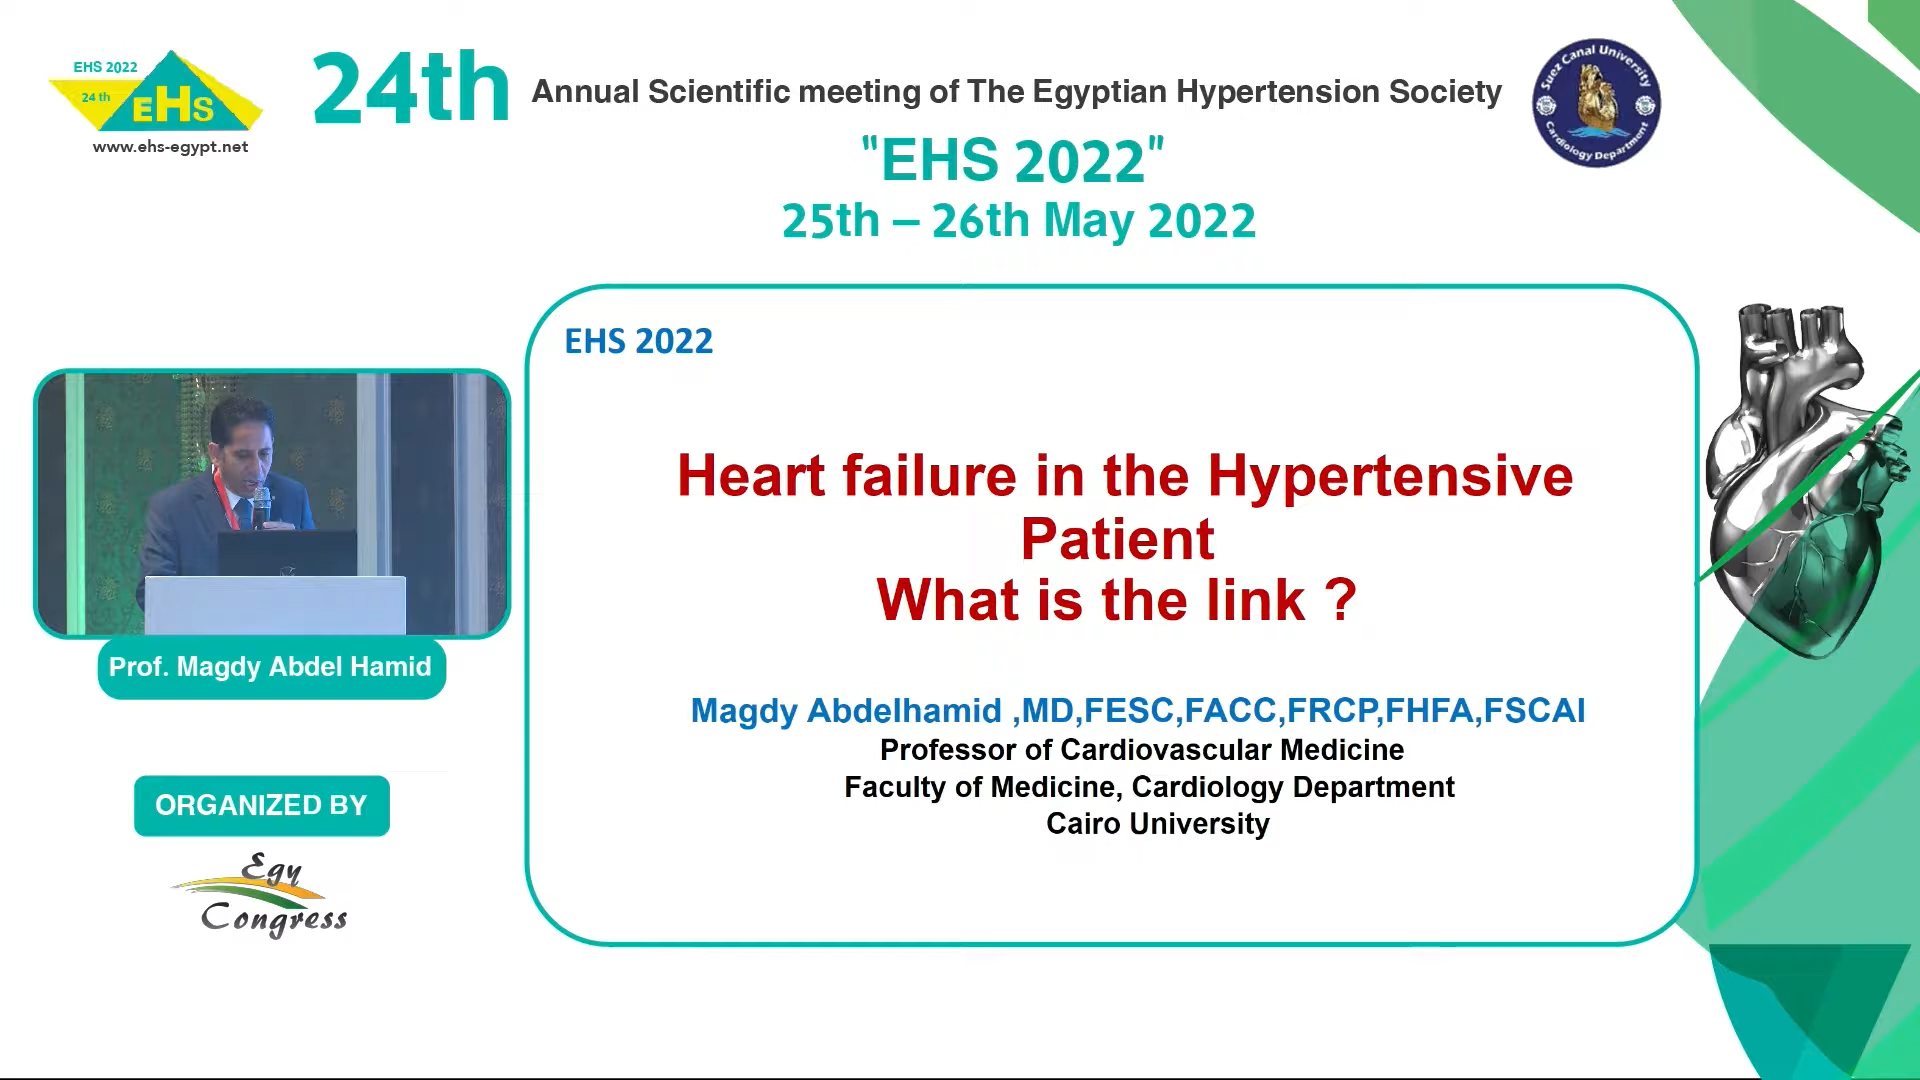 EHS 2022
24 th
EHS
www.ehs-egypt.net
24th Annual Scientific meeting of The Egyptian Hypertension Society
"EHS 2022"
25th – 26th May 2022
Suez Canal University
Cardiology Department
EHS 2022
Heart failure in the Hypertensive
Patient
What is the link ?
Magdy Abdelhamid ,MD,FESC,FACC,FRCP,FHFA,FSCAI
Professor of Cardiovascular Medicine
Faculty of Medicine, Cardiology Department
Cairo University
Prof. Magdy Abdel Hamid
ORGANIZED BY
Egy
Congress